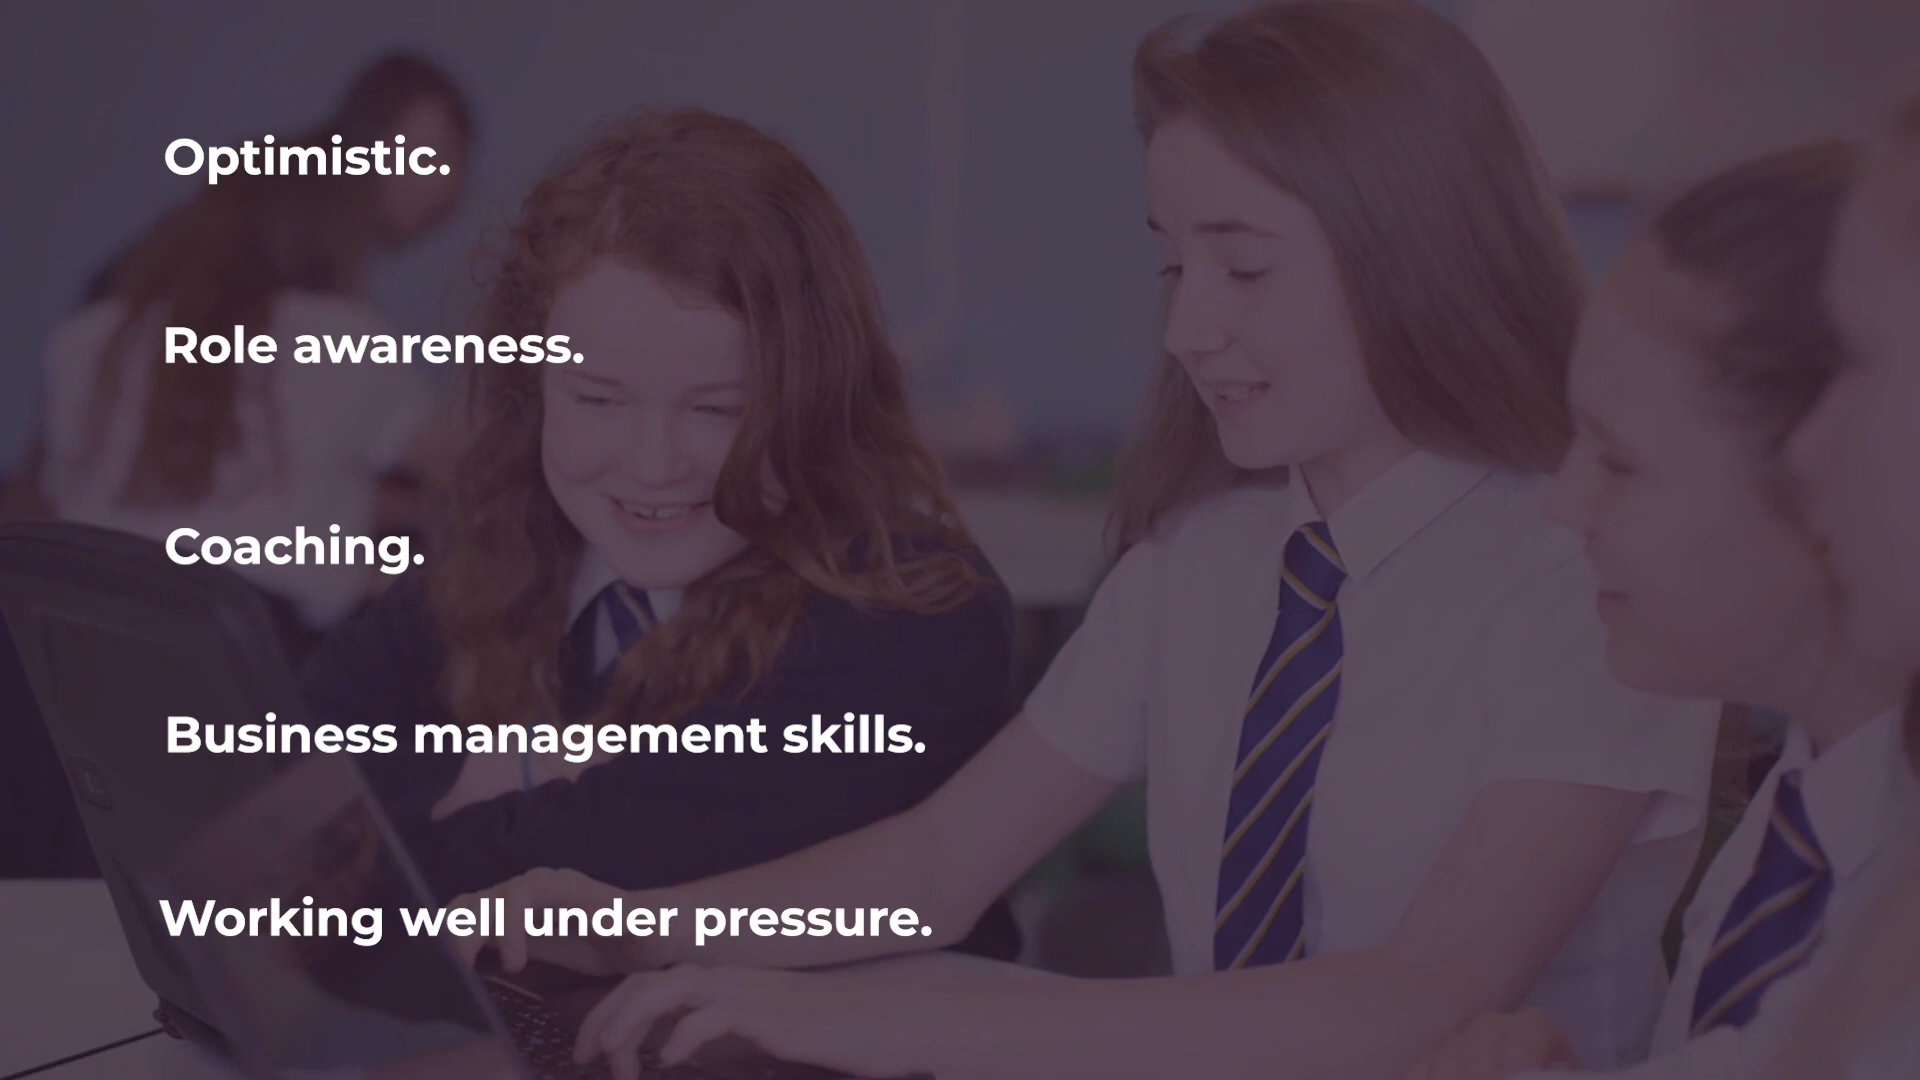 Optimistic.
Role awareness.
Coaching.
Business management skills.
Working well under pressure.